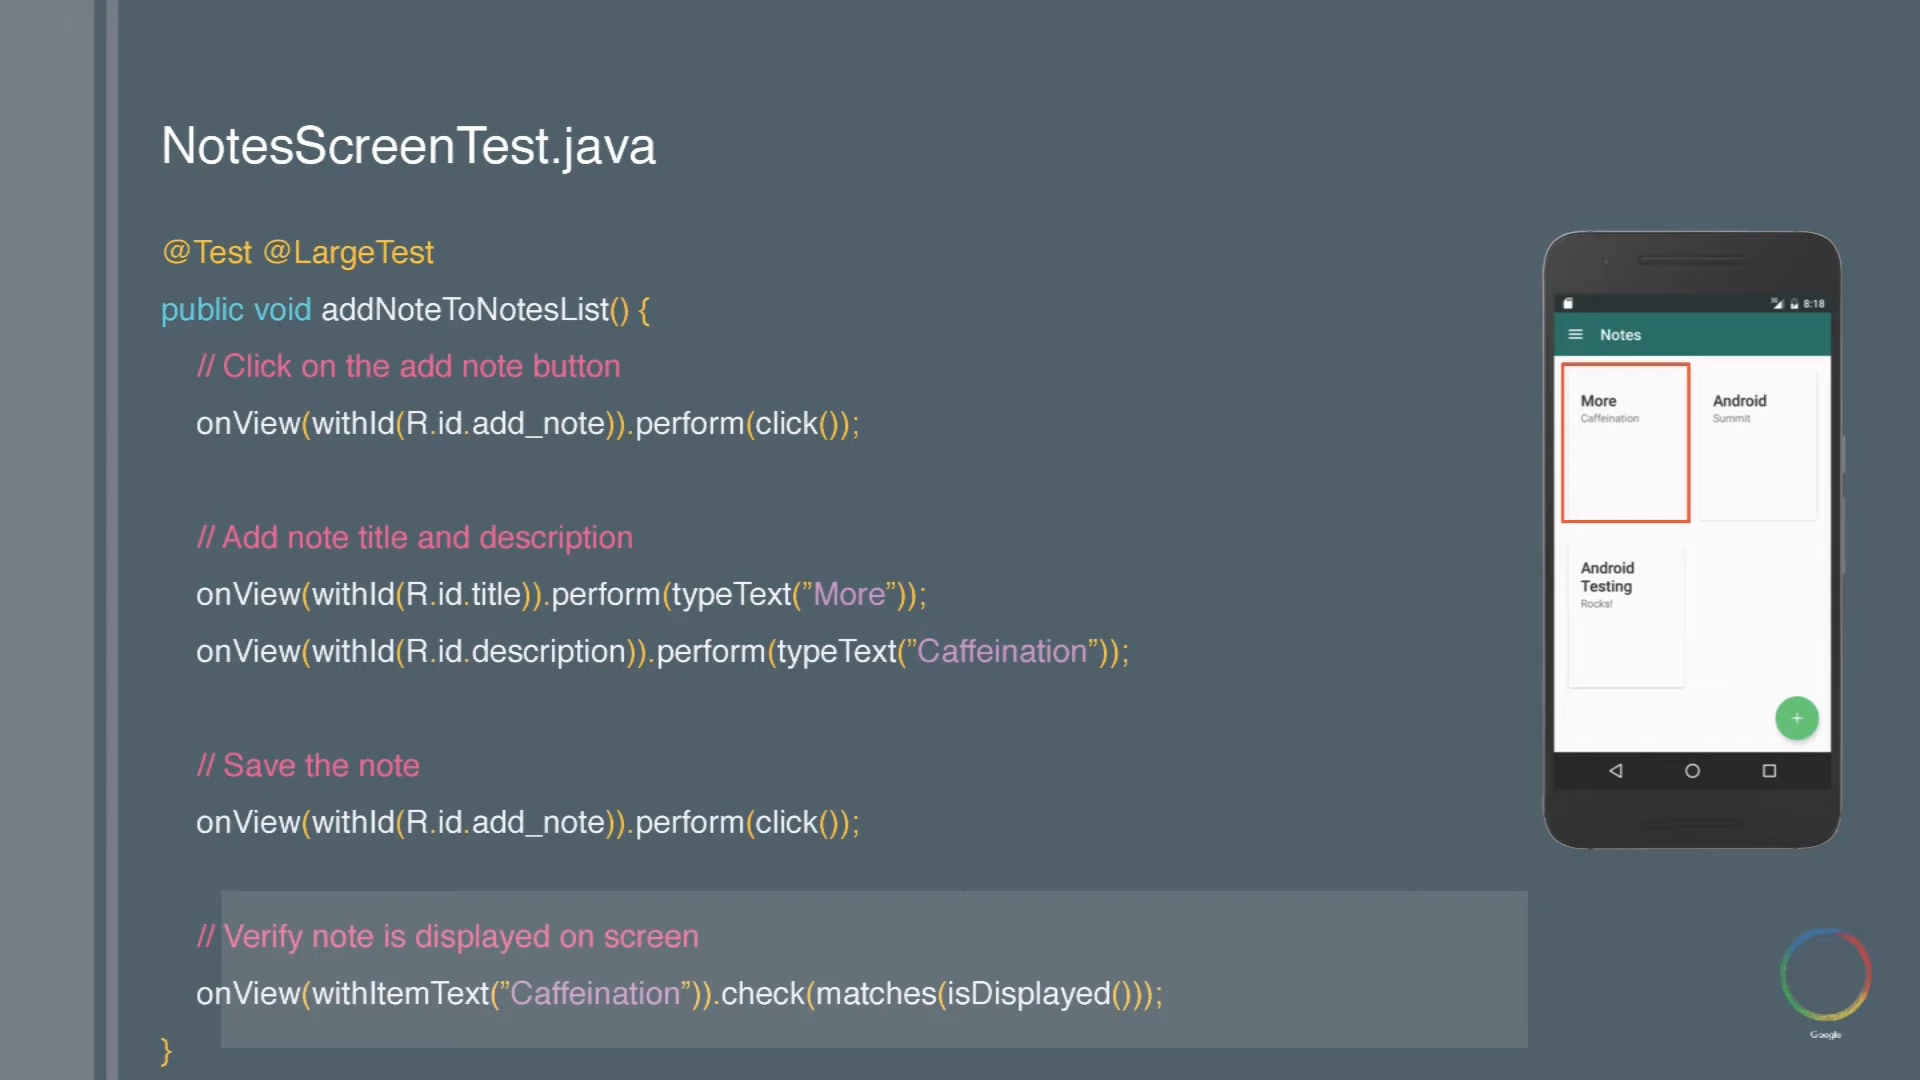 NotesScreenTest.java
@Test @LargeTest
public void addNoteToNotesList() {
// Click on the add note button
onView(withId(R.id.add_note)).perform(click());
// Add note title and description
onView(withId(R.id.title)).perform(typeText(”More”));
onView(withId(R.id.description)).perform(typeText(”Caffeination”));
// Save the note
onView(withId(R.id.add_note)).perform(click());
// Verify note is displayed on screen
onView(withItemText(”Caffeination”)).check(matches(isDisplayed()));
}
8:18
Notes
More
Caffeination
Android
Summit
Android
Testing
Rocks!
+
Google